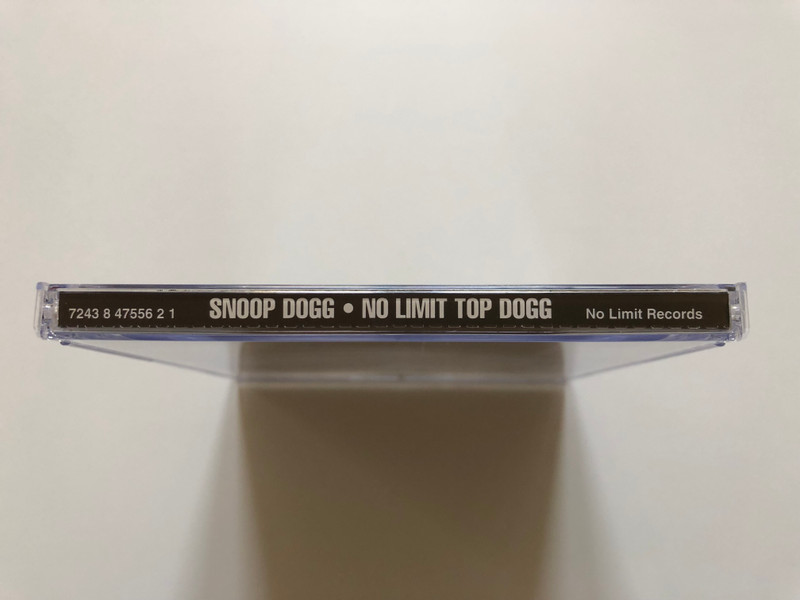 7243 8 47556 2 1 SNOOP DOGG • NO LIMIT TOP DOGG No Limit Records